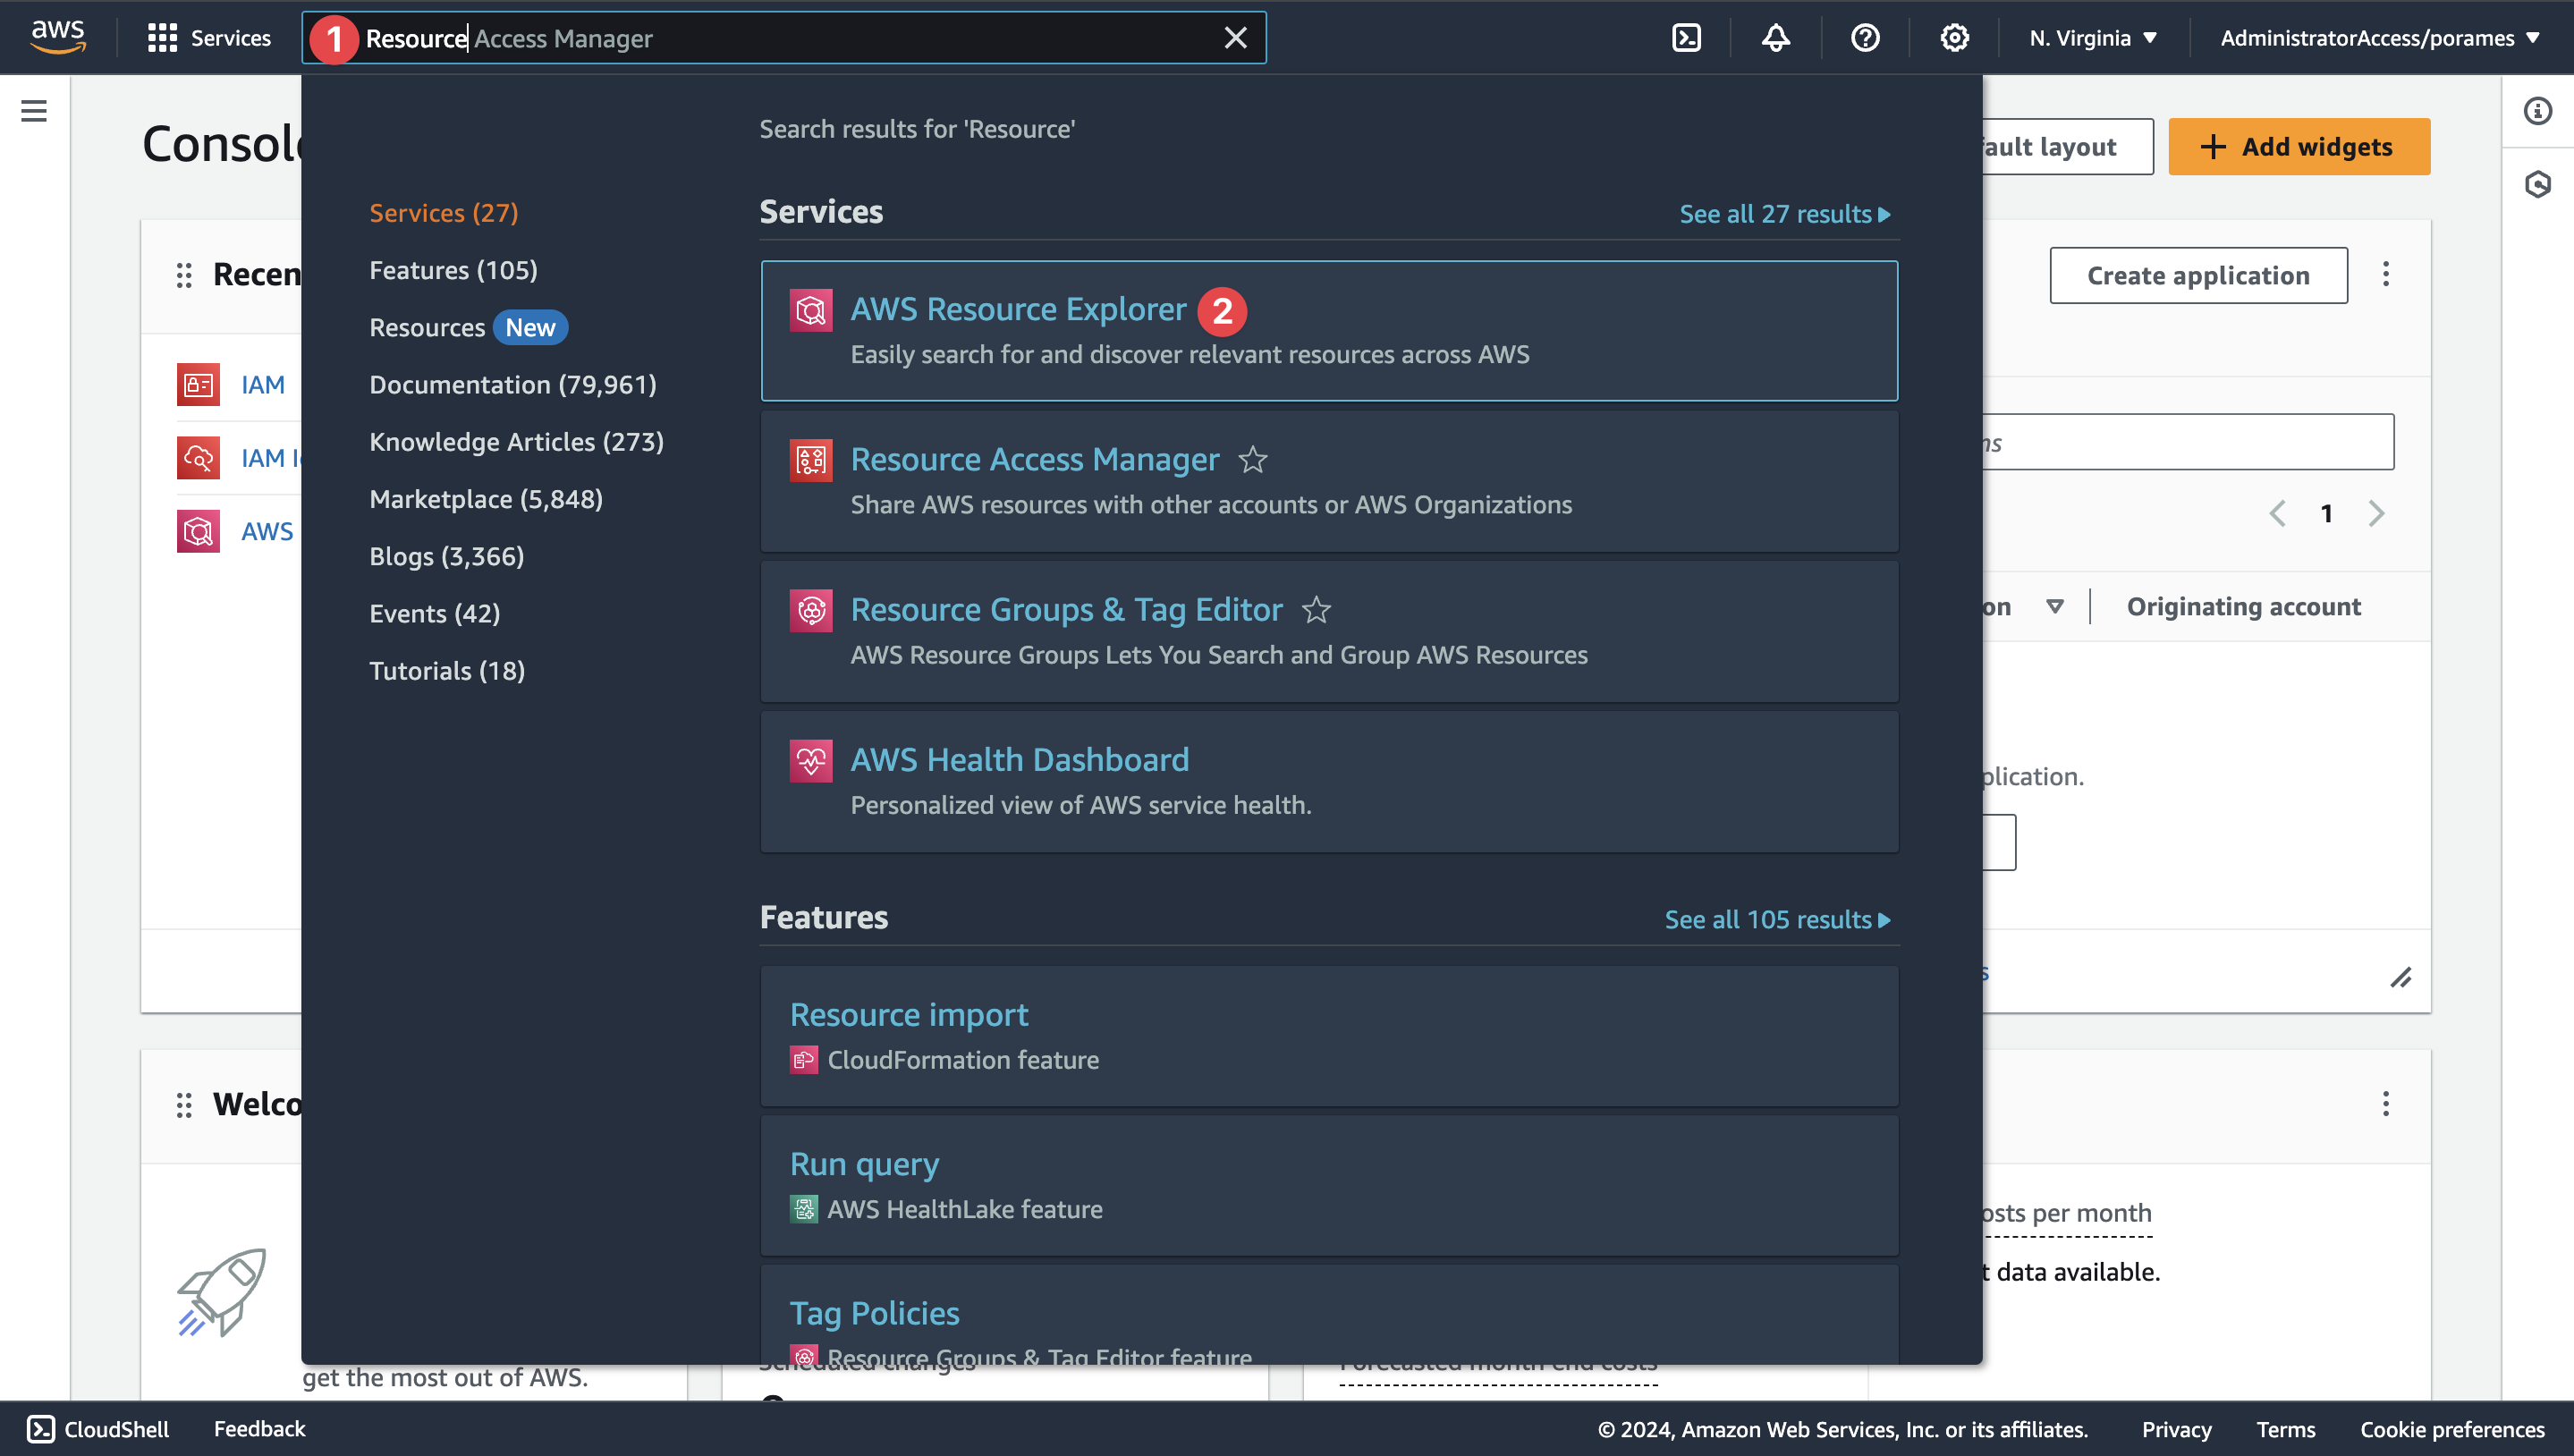 aws
Services
1 Resource Access Manager
N. Virginia
AdministratorAccess/porames
Consol
Search results for 'Resource'
ault layout
Add widgets
Services (27)
Features (105)
Resources New
Documentation (79,961)
Knowledge Articles (273)
Marketplace (5,848)
Blogs (3,366)
Events (42)
Tutorials (18)
Services
See all 27 results
AWS Resource Explorer 2
Easily search for and discover relevant resources across AWS
Resource Access Manager
Share AWS resources with other accounts or AWS Organizations
Resource Groups & Tag Editor
AWS Resource Groups Lets You Search and Group AWS Resources
AWS Health Dashboard
Personalized view of AWS service health.
Features
See all 105 results
Resource import
CloudFormation feature
Run query
AWS HealthLake feature
Tag Policies
Resource Groups & Tag Editor feature
Recen
IAM
IAM I
AWS
Create application
ns
1
on
Originating account
plication.
s
Welco
get the most out of AWS.
Scheduled changes
Forecasted month end costs
osts per month
t data available.
CloudShell
Feedback
© 2024, Amazon Web Services, Inc. or its affiliates.
Privacy
Terms
Cookie preferences